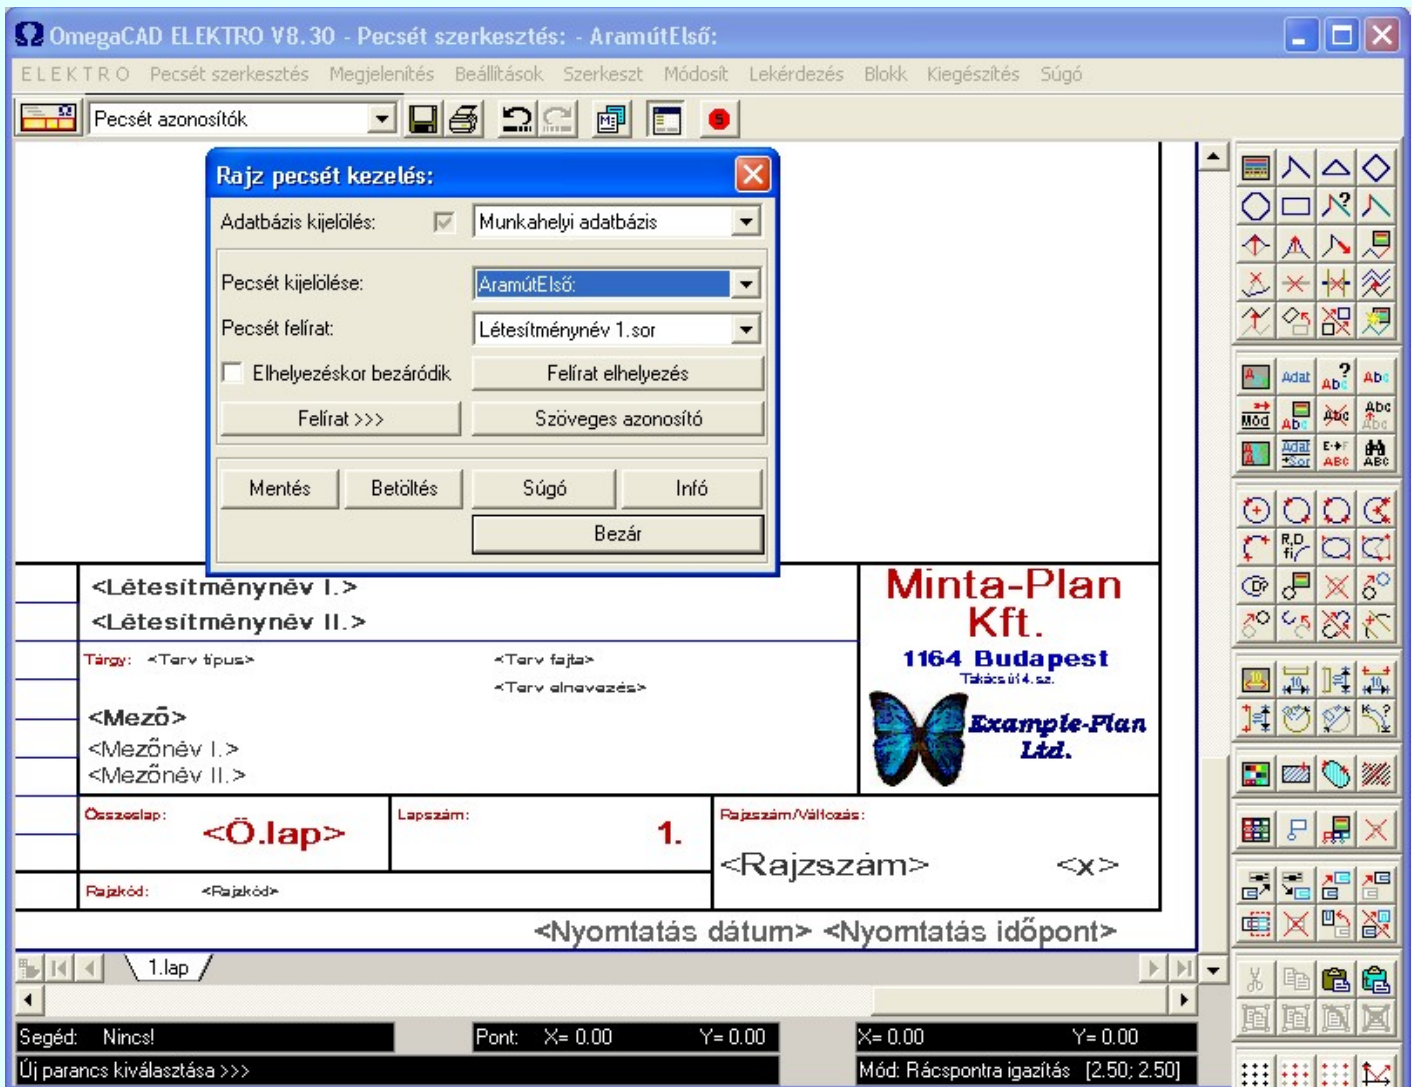 OmegaCAD ELEKTRO V8.30 - Pecsét szerkesztés: - AramútElső:
ELEKTRO Pecsét szerkesztés Megjelenítés Beállítások Szerkeszt Módosít Lekérdezés Blokk Kiegészítés Súgó
Pecsét azonosítók
Rajz pecsét kezelés:
Adatbázis kijelölés: Munkahelyi adatbázis
Pecsét kijelölése: AramútElső:
Pecsét felírat: Létesítménynév 1.sor
Elhelyezéskor bezáródik Felírat elhelyezés
Felírat >>> Szöveges azonosító
Mentés Betöltés Súgó Infó
Bezár
<Létesítménynév I.>
<Létesítménynév II.>
Tárgy: <Terv típus> <Terv fajta>
<Terv elnevezés>
<Mező>
<Mezőnév I.>
<Mezőnév II.>
Minta-Plan
Kft.
1164 Budapest
Takács út 4. sz.
Example-Plan
Ltd.
Összeslap: <Ö.lap> Lapszám: 1.
Rajzszám/Változás:
<Rajzszám> <x>
Rajzkód: <Rajzkód>
<Nyomtatás dátum> <Nyomtatás időpont>
1.lap
Segéd: Nincs! Pont: X= 0.00 Y= 0.00 X= 0.00 Y= 0.00
Új parancs kiválasztása >>> Mód: Rácspontra igazítás [2.50; 2.50]